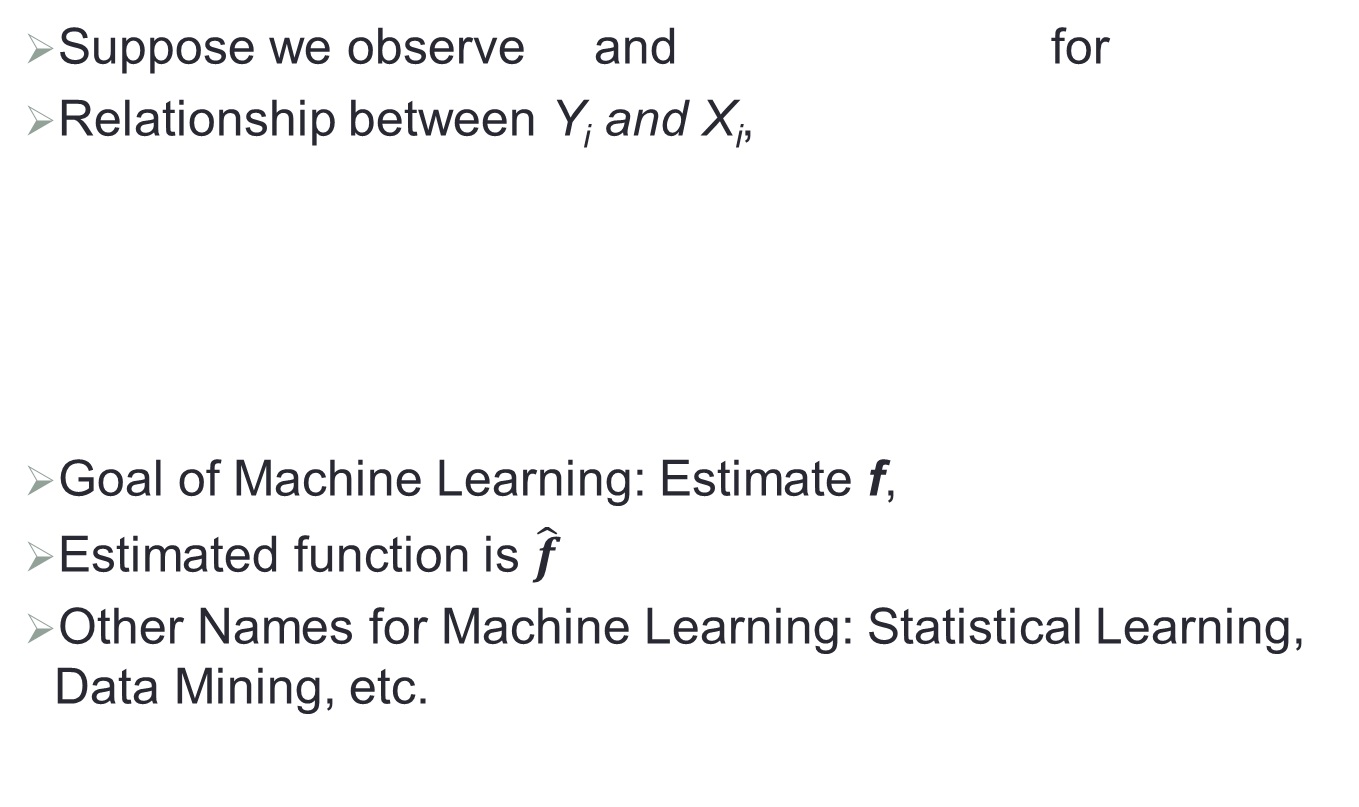 ➢Suppose we observe and for
➢Relationship between Yi and Xi,
➢Goal of Machine Learning: Estimate f,
➢Estimated function is f̂
➢Other Names for Machine Learning: Statistical Learning,
Data Mining, etc.